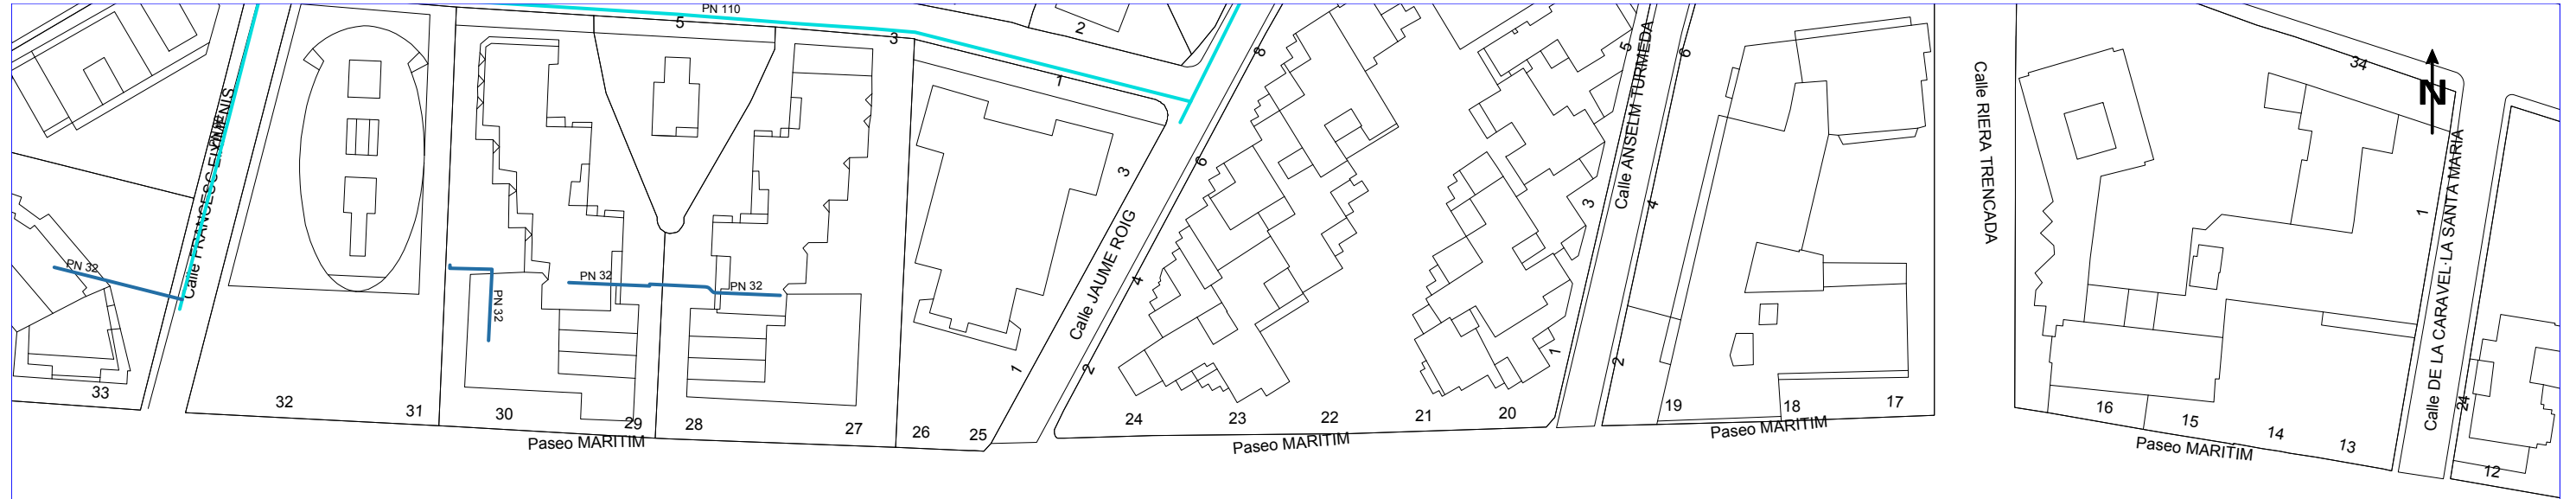 PN 110
5
3
1
2
8
5
6
34
N
Calle FRANCESC EIXIMENIS
3
6
4
Calle JAUME ROIG
Calle ANSELM TURMEDA
3
4
Calle RIERA TRENCADA
1
Calle DE LA CARAVEL·LA SANTA MARIA
PN 32
PN 32
PN 32
PN 32
1
2
1
2
24
33
32
31
30
29
28
27
26
25
24
23
22
21
20
19
18
17
16
15
14
13
12
Paseo MARITIM
Paseo MARITIM
Paseo MARITIM
Paseo MARITIM